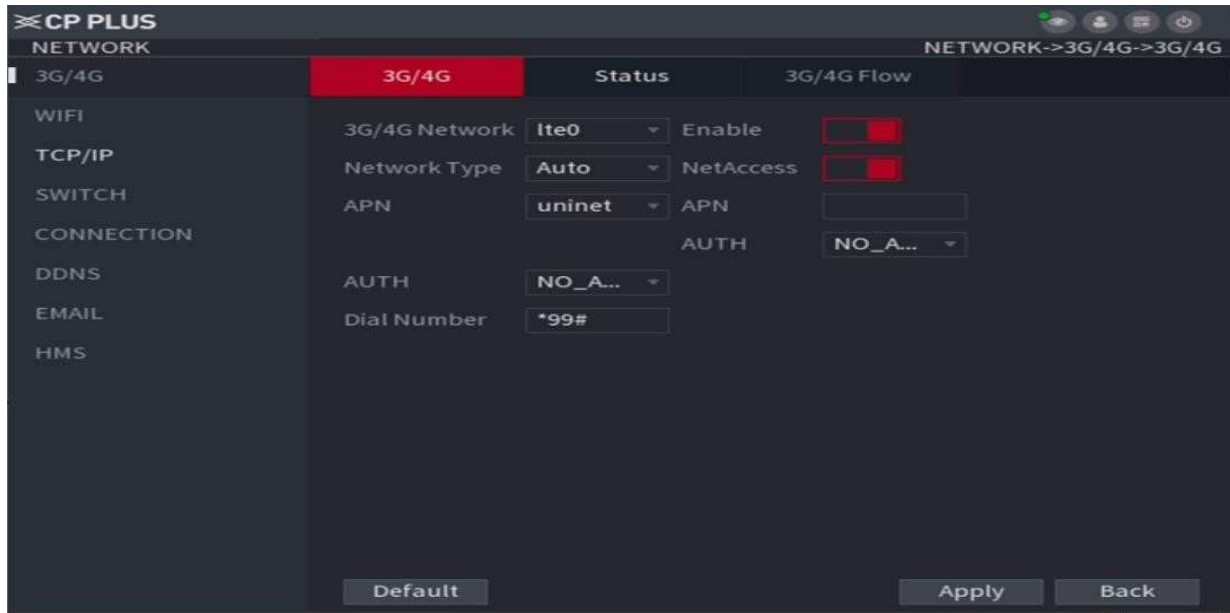 CP PLUS
NETWORK NETWORK->3G/4G->3G/4G
3G/4G
WIFI
TCP/IP
SWITCH
CONNECTION
DDNS
EMAIL
HMS
3G/4G Status 3G/4G Flow
3G/4G Network lte0 Enable
Network Type Auto NetAccess
APN uninet APN
AUTH NO_A...
AUTH NO_A...
Dial Number *99#
Default Apply Back